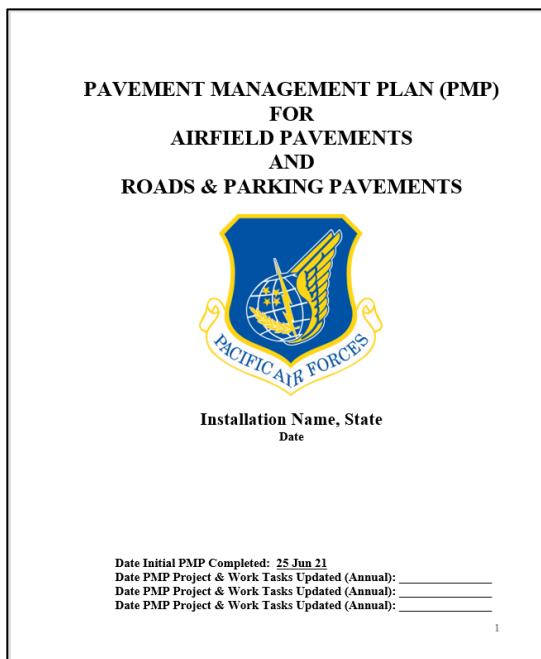 PAVEMENT MANAGEMENT PLAN (PMP)
FOR
AIRFIELD PAVEMENTS
AND
ROADS & PARKING PAVEMENTS
PACIFIC AIR FORCES
Installation Name, State
Date
Date Initial PMP Completed: 25 Jun 21
Date PMP Project & Work Tasks Updated (Annual): _______________
Date PMP Project & Work Tasks Updated (Annual): _______________
Date PMP Project & Work Tasks Updated (Annual): _______________
1